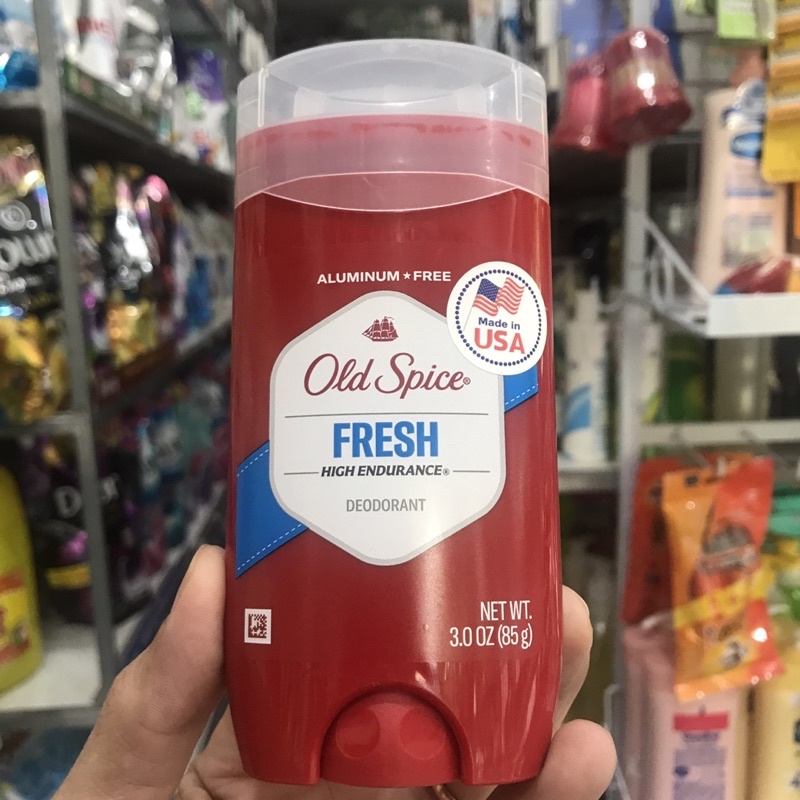 ALUMINUM★FREE
Made in
USA
Old Spice®
FRESH
HIGH ENDURANCE®
DEODORANT
NET WT.
3.0 OZ (85 g)